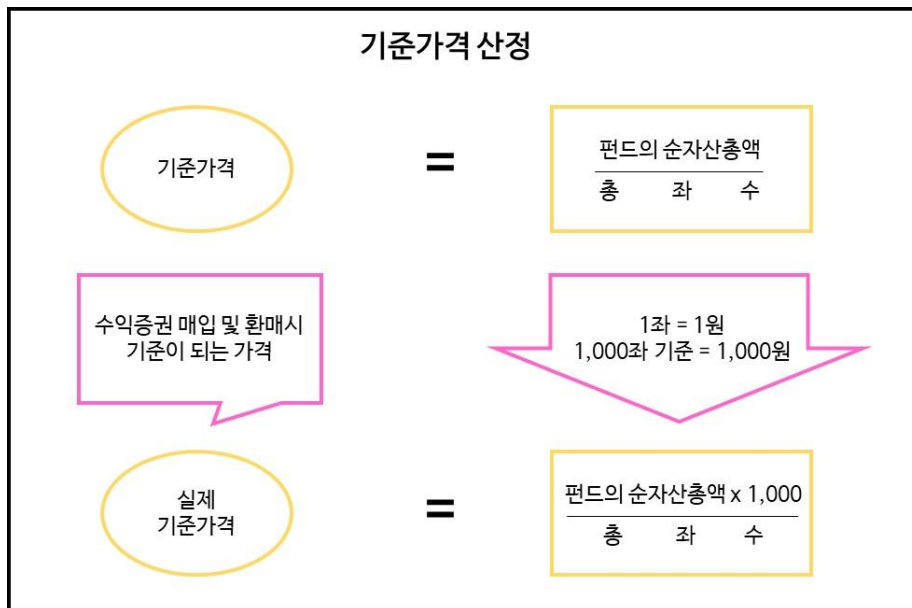 기준가격 산정
기준가격
=
펀드의 순자산총액
총 좌 수
수익증권 매입 및 환매시
기준이 되는 가격
1좌 = 1원
1,000좌 기준 = 1,000원
실제
기준가격
=
펀드의 순자산총액 x 1,000
총 좌 수